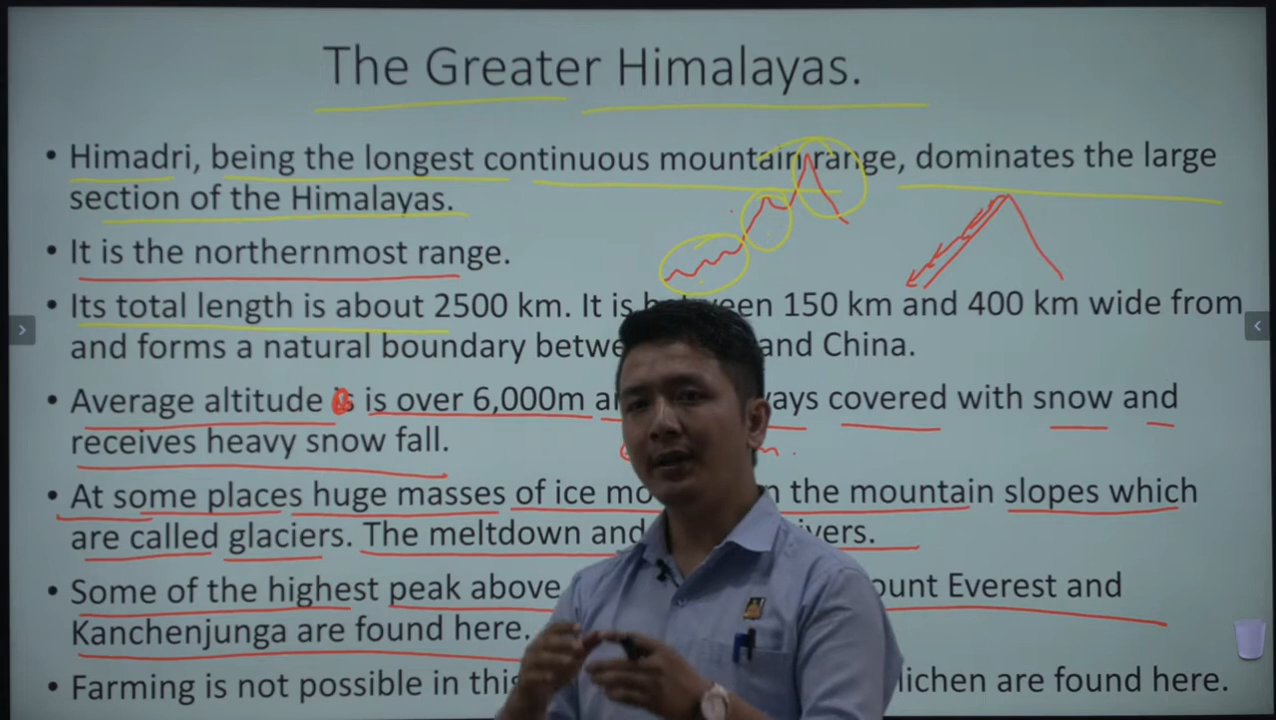 The Greater Himalayas.
• Himadri, being the longest continuous mountain range, dominates the large
section of the Himalayas.
• It is the northernmost range.
• Its total length is about 2500 km. It is between 150 km and 400 km wide from
and forms a natural boundary and China.
• Average altitude is over 6,000m covered with snow and
receives heavy snow fall.
• At some places huge masses of ice the mountain slopes which
are called glaciers. The meltdown and
• Some of the highest peak above Everest and
Kanchenjunga are found here.
• Farming is not possible in this lichen are found here.